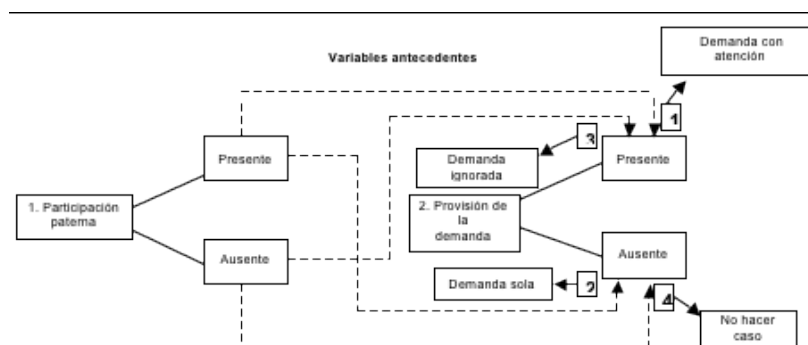 Demanda con
atención
Variables antecedentes
1
3
Presente
Demanda
ignorada
Presente
1. Participación
paterna
2. Provisión de
la
demanda
Ausente
Ausente
Demanda sola
2
4
No hacer
caso